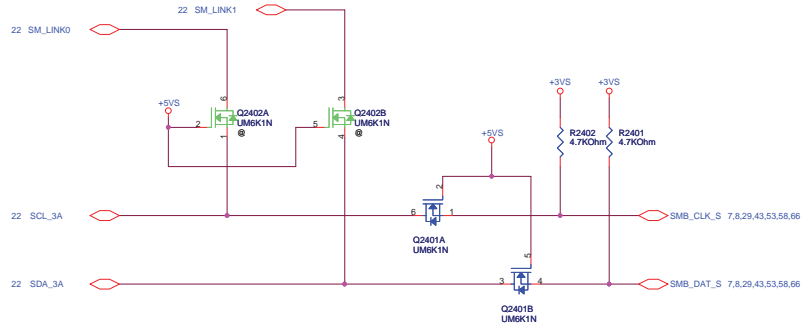 22 SM_LINK1
22 SM_LINK0
+5VS
6
Q2402A
UM6K1N
@
2
1
3
Q2402B
UM6K1N
@
5
4
+3VS
+3VS
R2402
4.7KOhm
R2401
4.7KOhm
+5VS
22 SCL_3A
2
6
1
Q2401A
UM6K1N
SMB_CLK_S 7,8,29,43,53,58,66
22 SDA_3A
5
3
4
Q2401B
UM6K1N
SMB_DAT_S 7,8,29,43,53,58,66